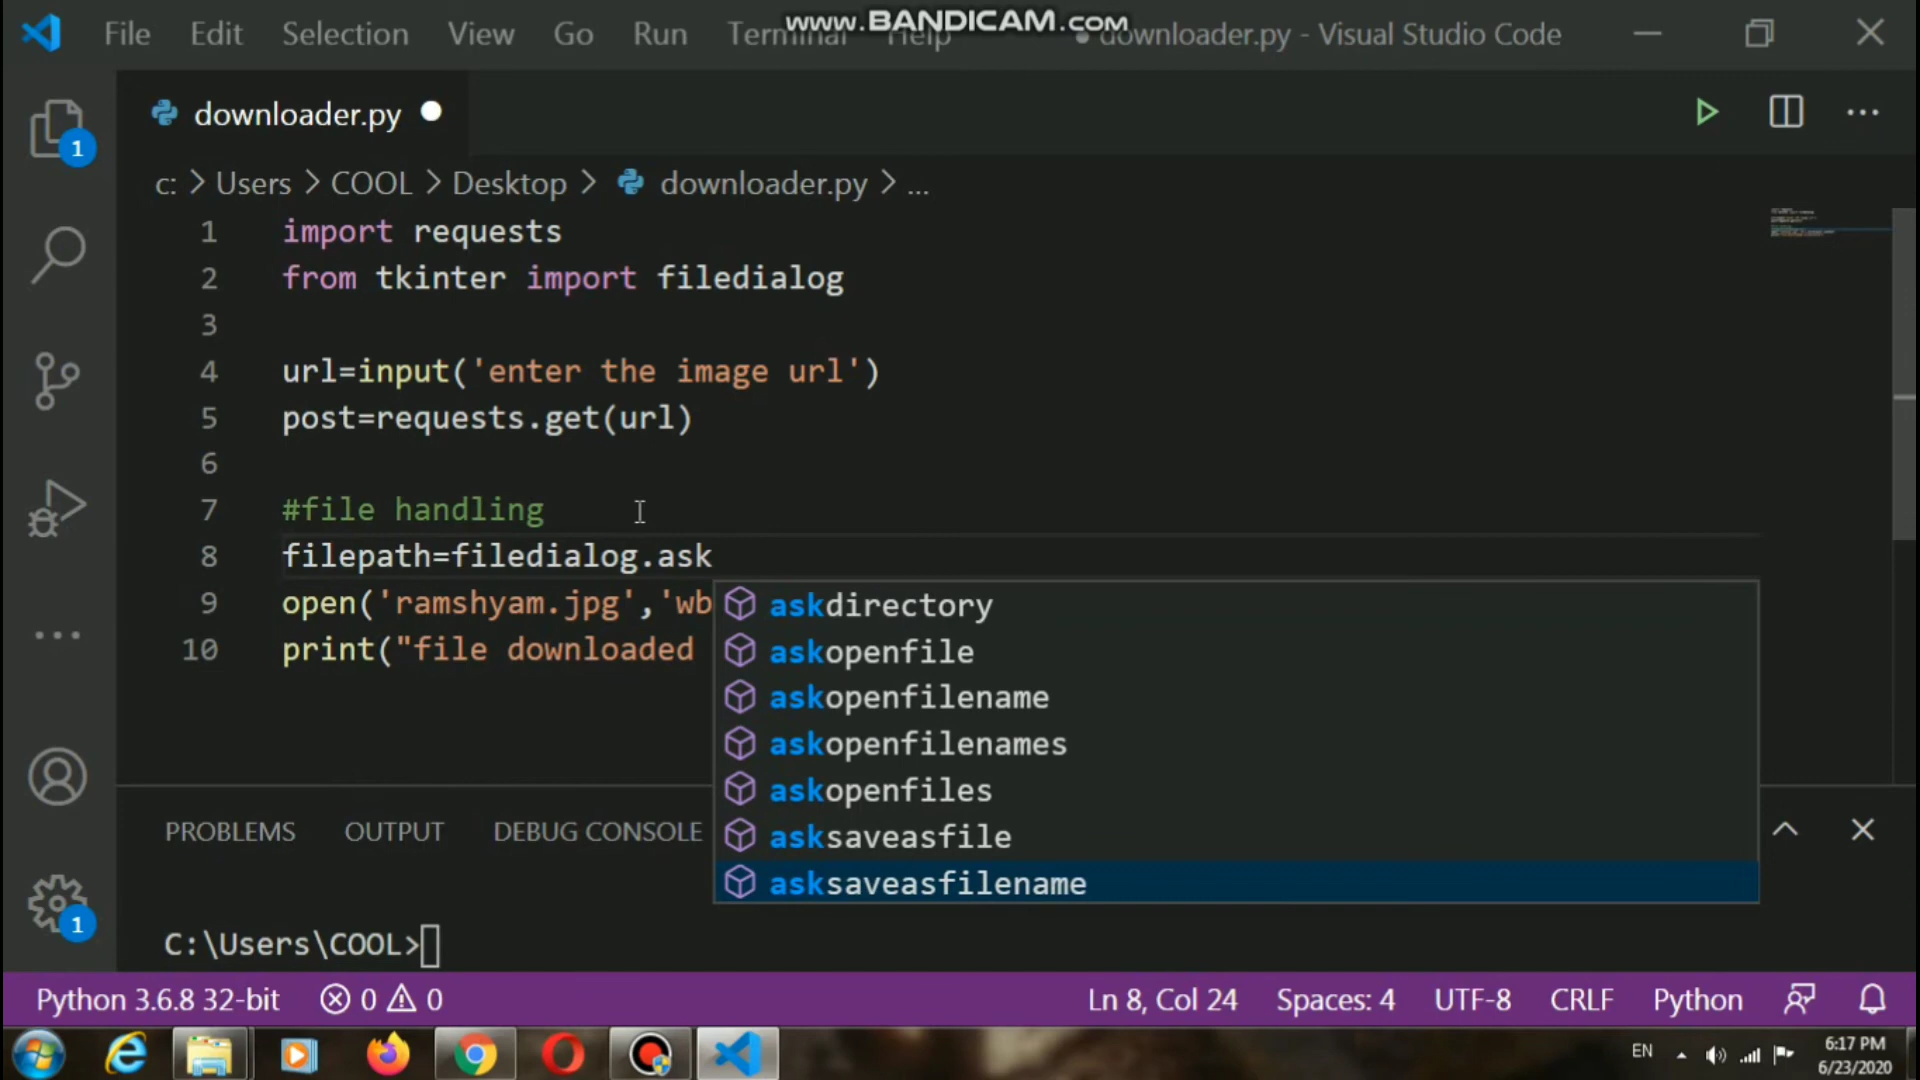 www.BANDICAM.com
File Edit Selection View Go Run Terminal Help downloader.py - Visual Studio Code
downloader.py
c: > Users > COOL > Desktop > downloader.py > ...
1 import requests
2 from tkinter import filedialog
3
4 url=input('enter the image url')
5 post=requests.get(url)
6
7 #file handling
8 filepath=filedialog.ask
9 open('ramshyam.jpg','wb
10 print("file downloaded
askdirectory
askopenfile
askopenfilename
askopenfilenames
askopenfiles
asksaveasfile
asksaveasfilename
1
PROBLEMS OUTPUT DEBUG CONSOLE
1
C:\Users\COOL>
Python 3.6.8 32-bit 0 0 Ln 8, Col 24 Spaces: 4 UTF-8 CRLF Python
EN 6:17 PM
6/23/2020